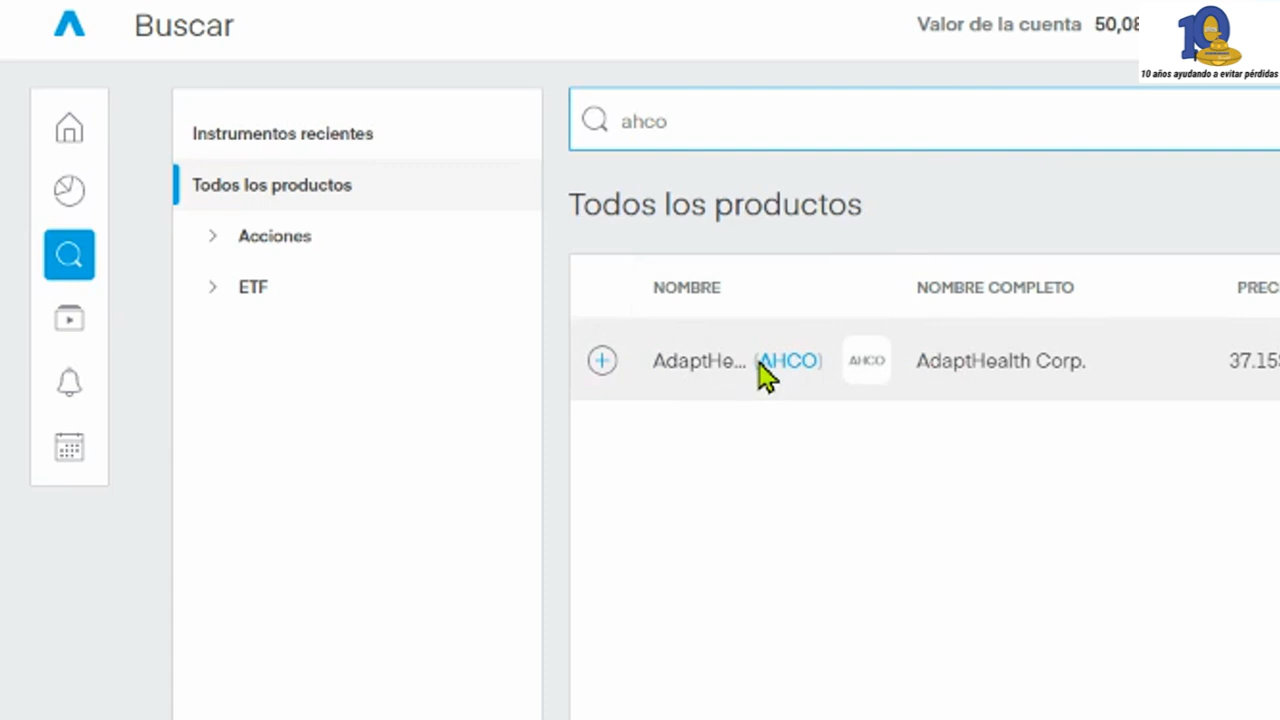 Buscar
Valor de la cuenta 50,08
10
10 años ayudando a evitar pérdidas
Instrumentos recientes
Todos los productos
Acciones
ETF
ahco
Todos los productos
NOMBRE NOMBRE COMPLETO PREC
AdaptHe... (AHCO) AHCO AdaptHealth Corp. 37.15